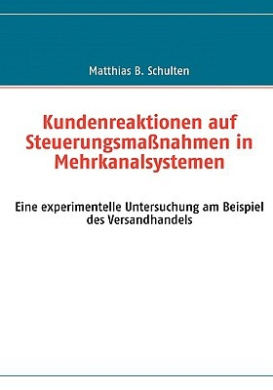 Matthias B. Schulten
Kundenreaktionen auf
Steuerungsmaßnahmen in
Mehrkanalsystemen
Eine experimentelle Untersuchung am Beispiel
des Versandhandels